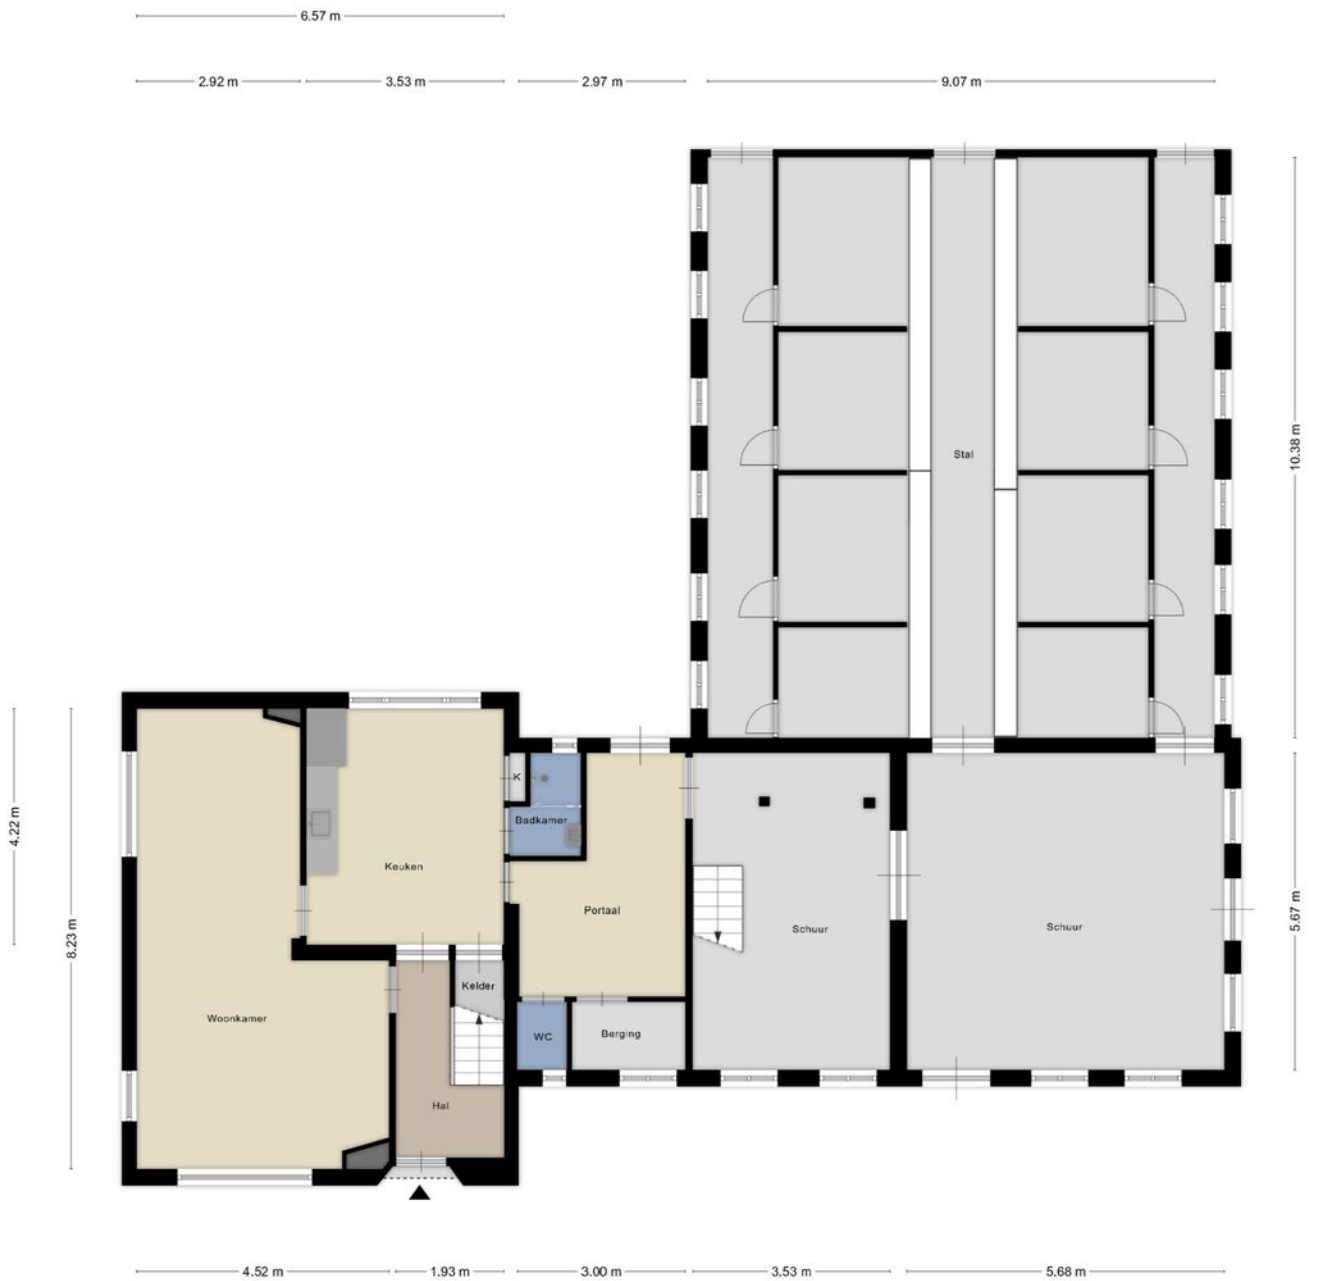 6.57 m
2.92 m
3.53 m
2.97 m
9.07 m
10.38 m
Stal
4.22 m
8.23 m
5.67 m
K
Badkamer
Keuken
Portaal
Schuur
Schuur
Kelder
Woonkamer
WC
Berging
Hal
4.52 m
1.93 m
3.00 m
3.53 m
5.68 m